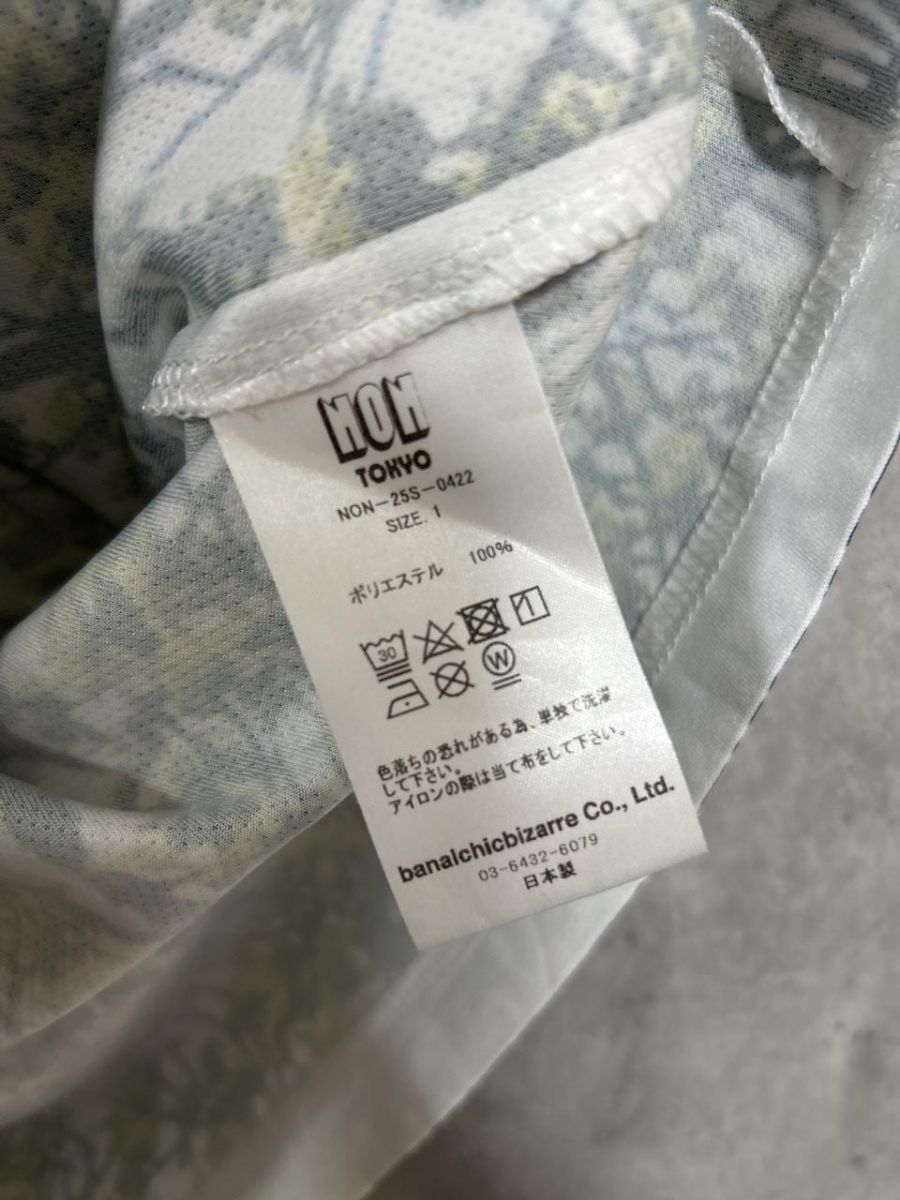 NON
TOKYO
NON-25S-0422
SIZE. 1
ポリエステル 100%
30
W
色落ちの恐れがある為、単独で洗濯
して下さい。
アイロンの際は当て布をして下さい。
banalchicbizarre Co., Ltd.
03-6432-6079
日本製